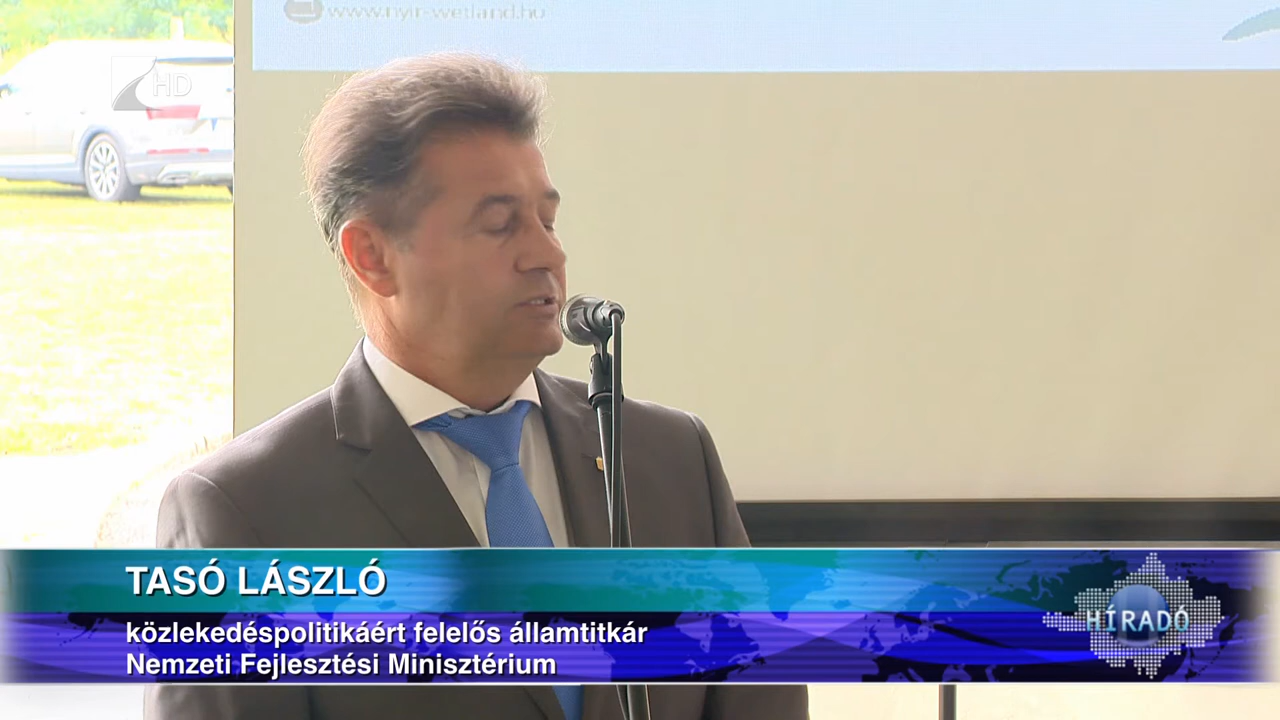 www.nyir-wetland.hu
HD
TASÓ LÁSZLÓ
közlekedéspolitikáért felelős államtitkár
Nemzeti Fejlesztési Minisztérium
HÍRADÓ